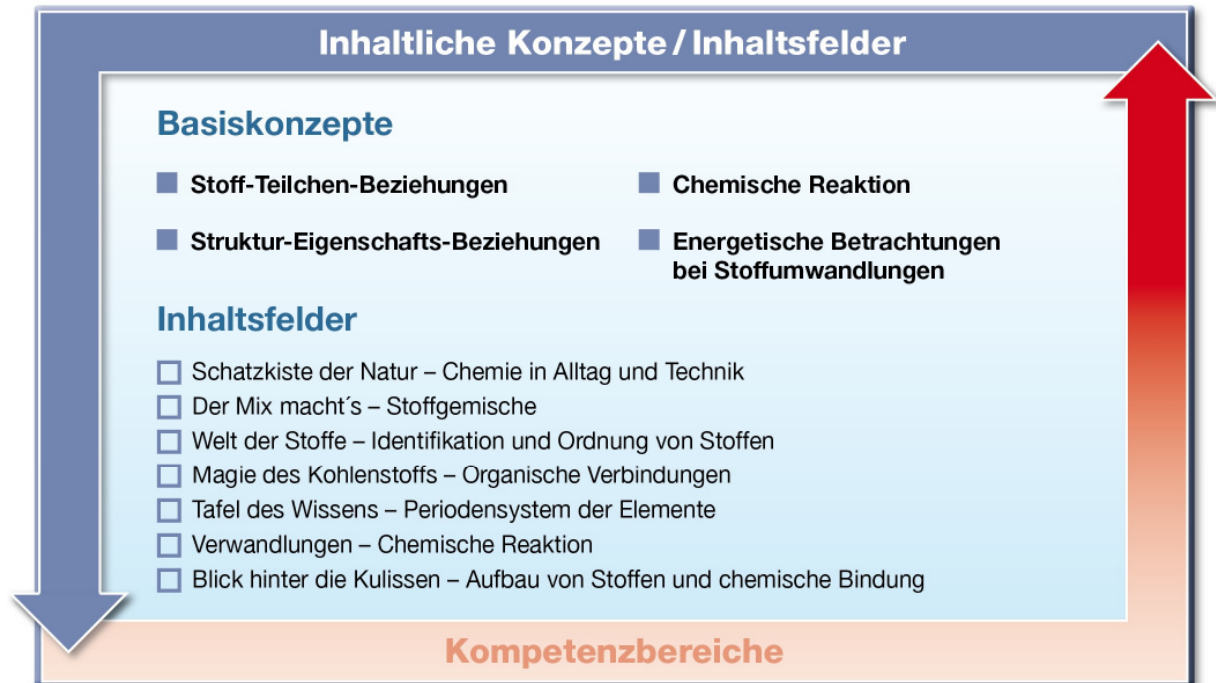 Inhaltliche Konzepte / Inhaltsfelder
Basiskonzepte
Stoff-Teilchen-Beziehungen
Chemische Reaktion
Struktur-Eigenschafts-Beziehungen
Energetische Betrachtungen
bei Stoffumwandlungen
Inhaltsfelder
Schatzkiste der Natur – Chemie in Alltag und Technik
Der Mix macht´s – Stoffgemische
Welt der Stoffe – Identifikation und Ordnung von Stoffen
Magie des Kohlenstoffs – Organische Verbindungen
Tafel des Wissens – Periodensystem der Elemente
Verwandlungen – Chemische Reaktion
Blick hinter die Kulissen – Aufbau von Stoffen und chemische Bindung
Kompetenzbereiche